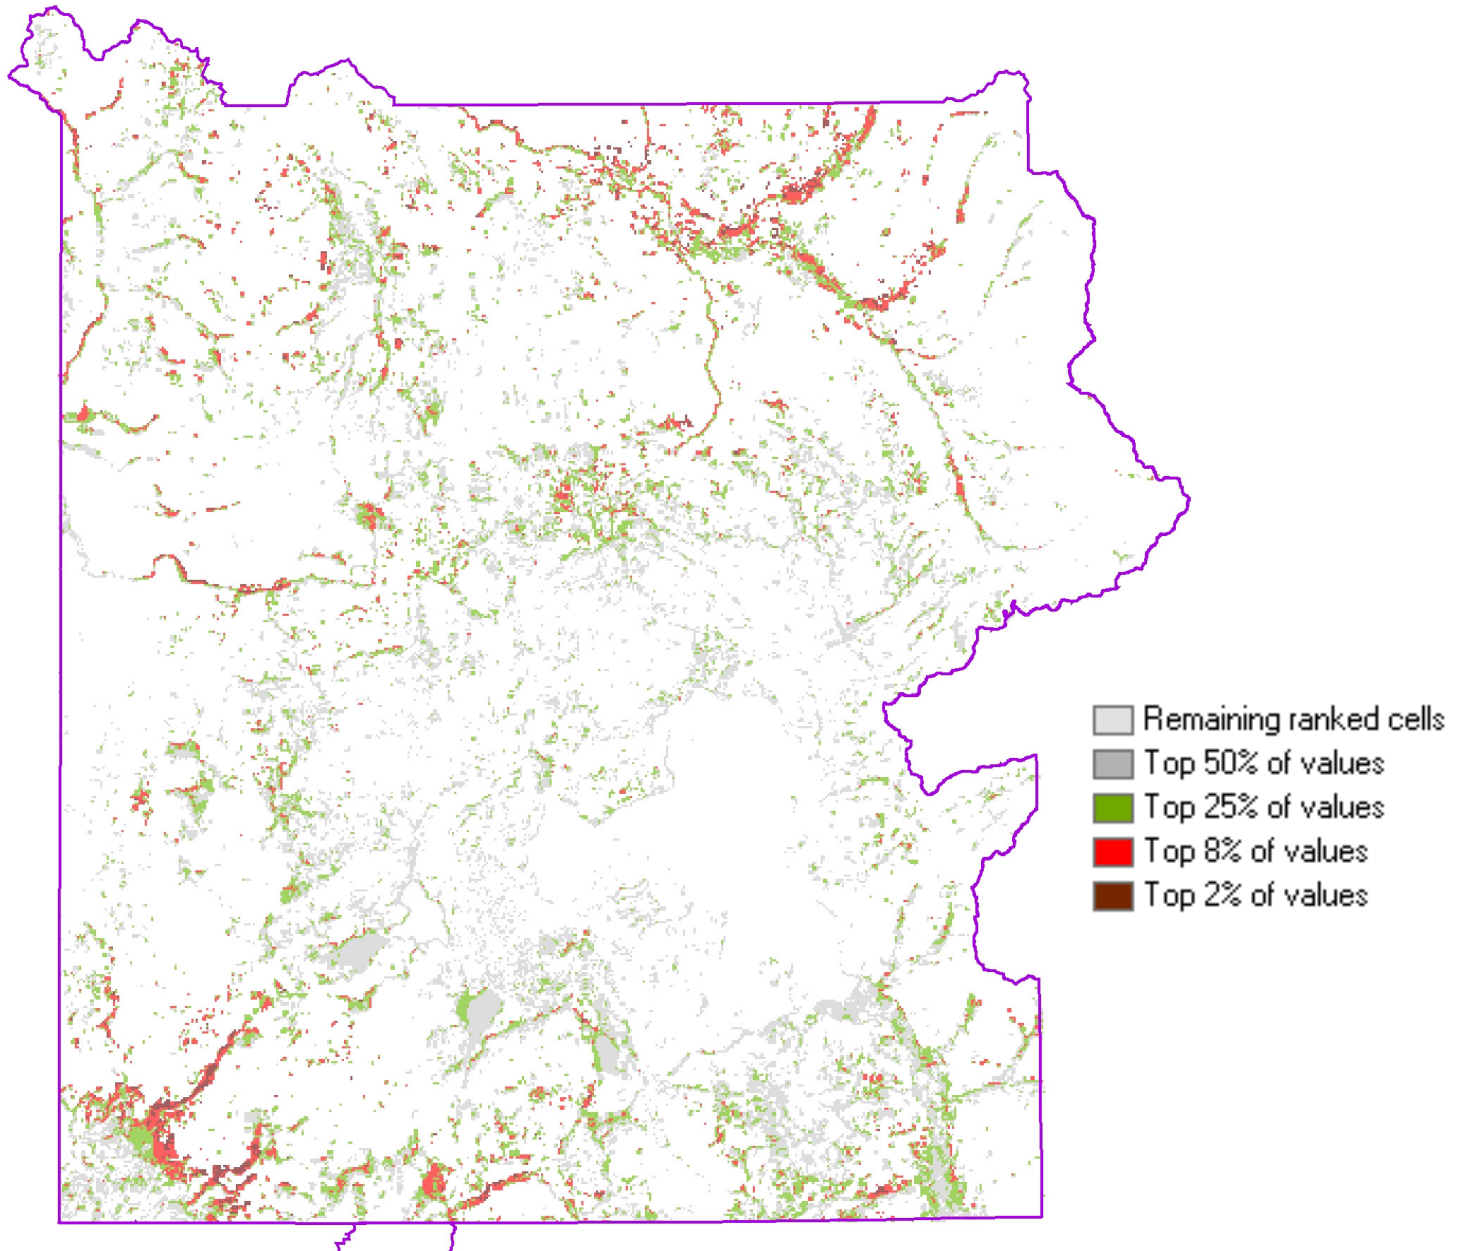 Remaining ranked cells
Top 50% of values
Top 25% of values
Top 8% of values
Top 2% of values